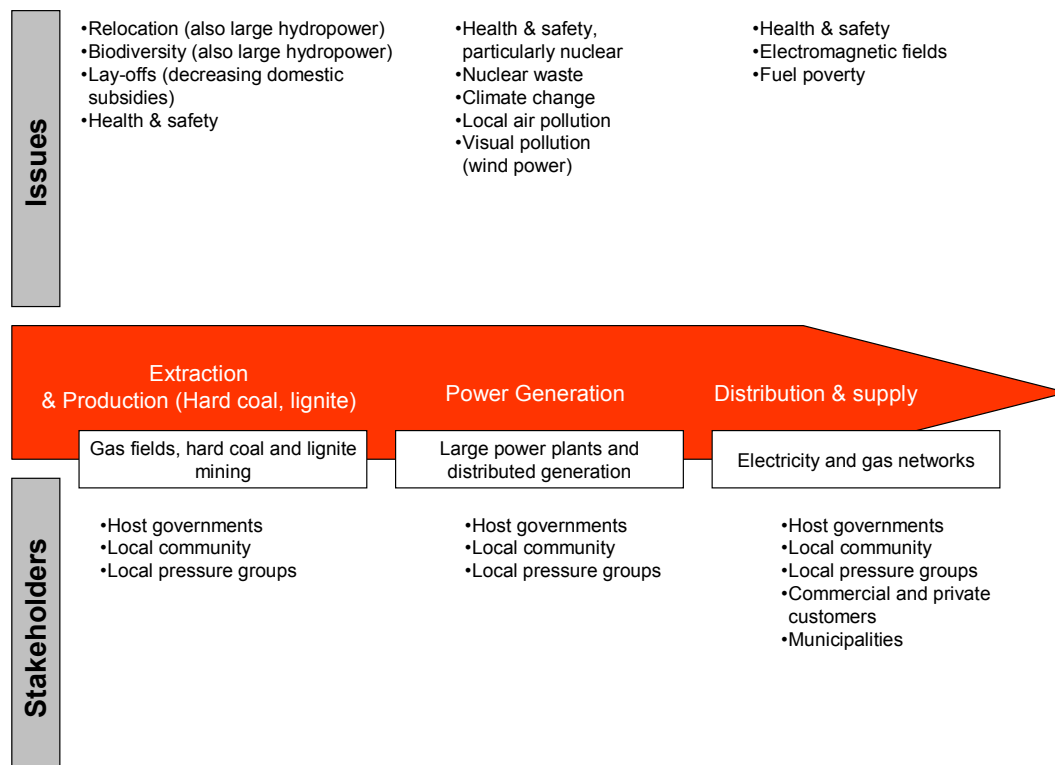 Issues
•Relocation (also large hydropower)
•Biodiversity (also large hydropower)
•Lay-offs (decreasing domestic
subsidies)
•Health & safety
•Health & safety,
particularly nuclear
•Nuclear waste
•Climate change
•Local air pollution
•Visual pollution
(wind power)
•Health & safety
•Electromagnetic fields
•Fuel poverty
Extraction
& Production (Hard coal, lignite)
Power Generation
Distribution & supply
Gas fields, hard coal and lignite
mining
Large power plants and
distributed generation
Electricity and gas networks
Stakeholders
•Host governments
•Local community
•Local pressure groups
•Host governments
•Local community
•Local pressure groups
•Host governments
•Local community
•Local pressure groups
•Commercial and private
customers
•Municipalities